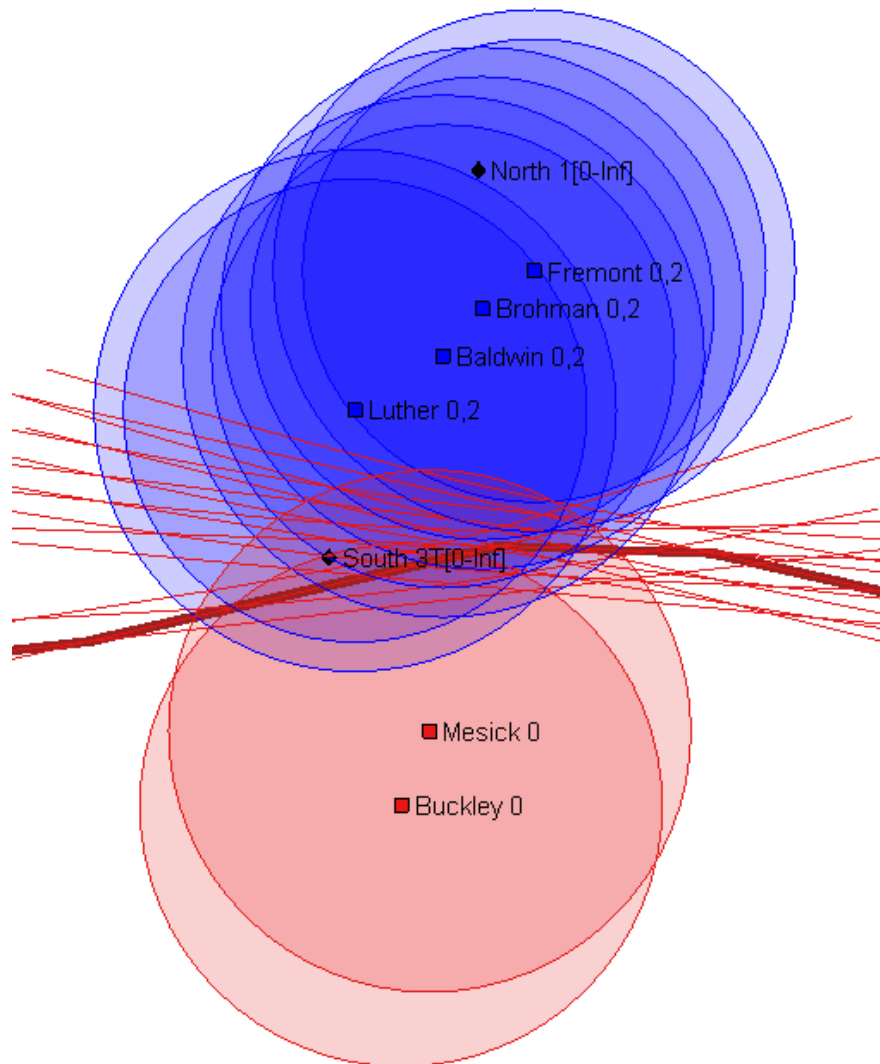 North 1[0-Inf]
Fremont 0,2
Brohman 0,2
Baldwin 0,2
Luther 0,2
South 3T[0-Inf]
Mesick 0
Buckley 0